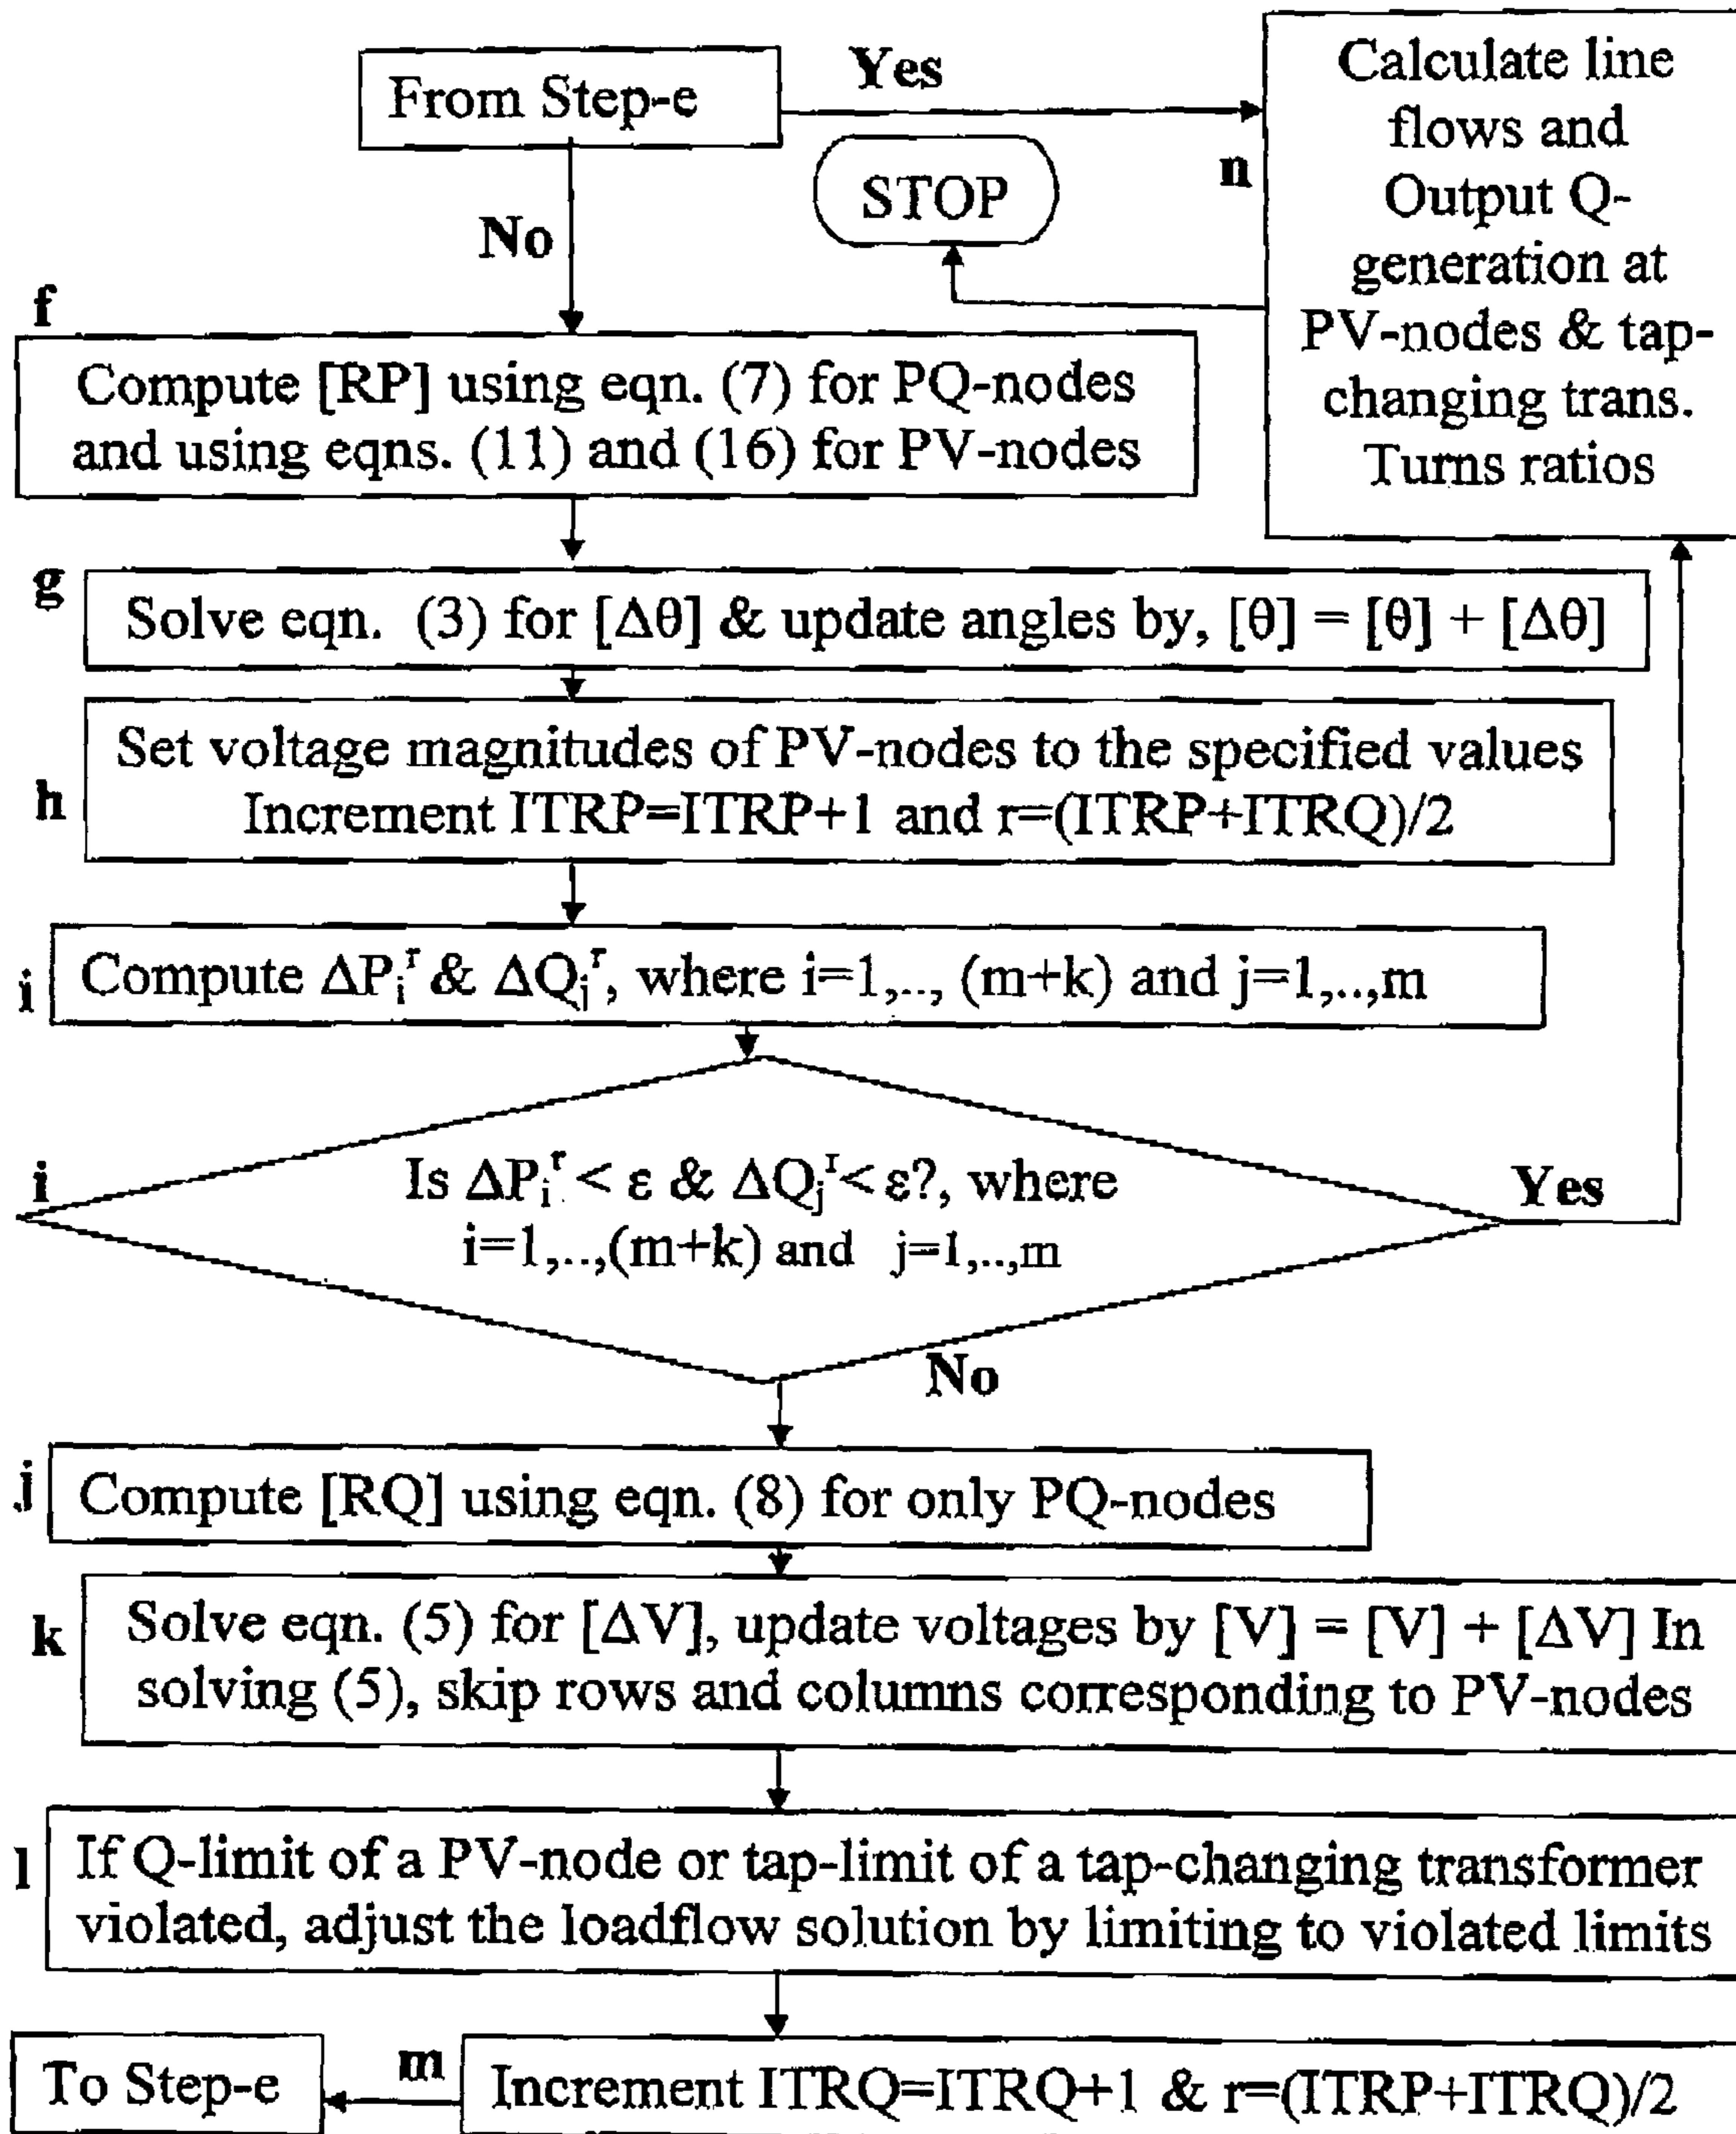 From Step-e
Yes
No
STOP
n
Calculate line
flows and
Output Q-
generation at
PV-nodes & tap-
changing trans.
Turns ratios
f
Compute [RP] using eqn. (7) for PQ-nodes
and using eqns. (11) and (16) for PV-nodes
g
Solve eqn. (3) for [Δθ] & update angles by, [θ] = [θ] + [Δθ]
h
Set voltage magnitudes of PV-nodes to the specified values
Increment ITRP=ITRP+1 and r=(ITRP+ITRQ)/2
i
Compute ΔPᵢʳ & ΔQⱼʳ, where i=1,.., (m+k) and j=1,..,m
i
Is ΔPᵢʳ < ε & ΔQⱼʳ< ε?, where
i=1,..,(m+k) and j=1,..,m
Yes
No
j
Compute [RQ] using eqn. (8) for only PQ-nodes
k
Solve eqn. (5) for [ΔV], update voltages by [V] = [V] + [ΔV] In
solving (5), skip rows and columns corresponding to PV-nodes
l
If Q-limit of a PV-node or tap-limit of a tap-changing transformer
violated, adjust the loadflow solution by limiting to violated limits
m
Increment ITRQ=ITRQ+1 & r=(ITRP+ITRQ)/2
To Step-e